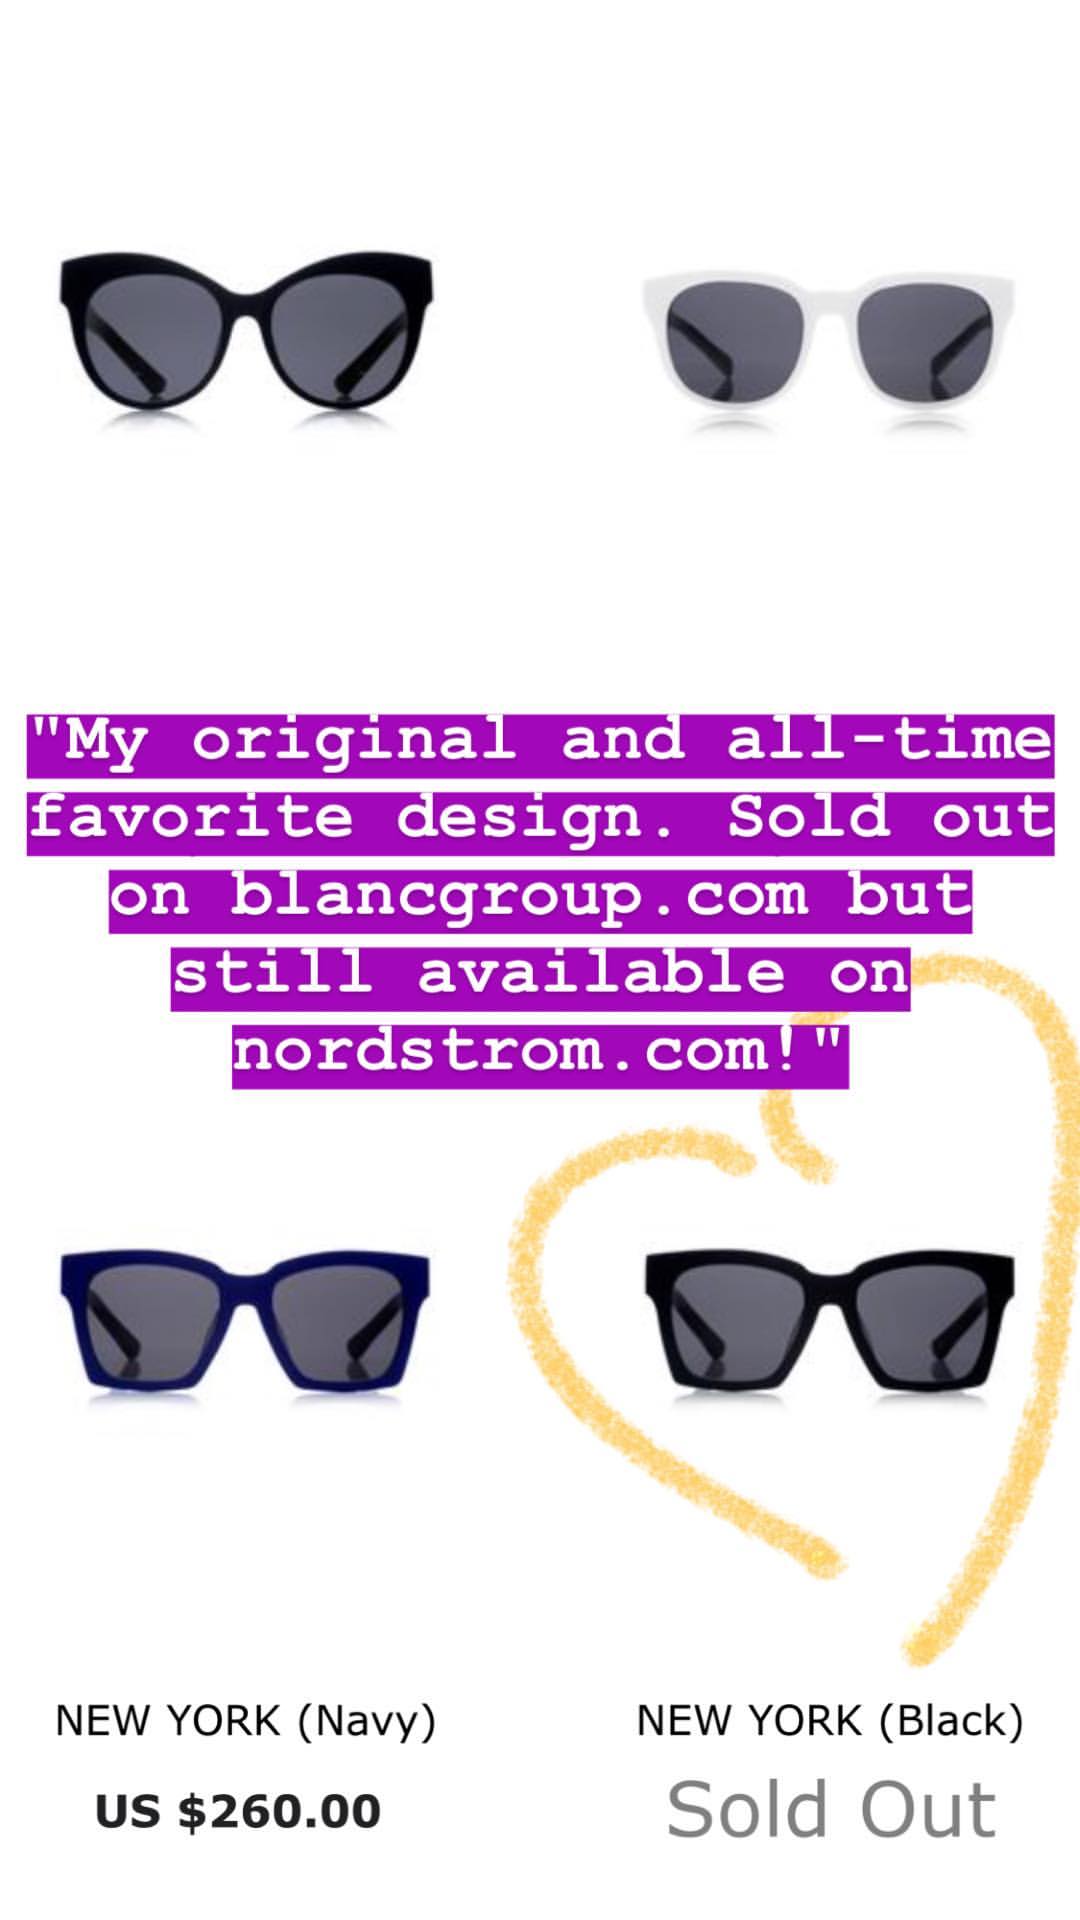 "My original and all-time
favorite design. Sold out
on blancgroup.com but
still available on
nordstrom.com!"
NEW YORK (Navy)
NEW YORK (Black)
US $260.00
Sold Out